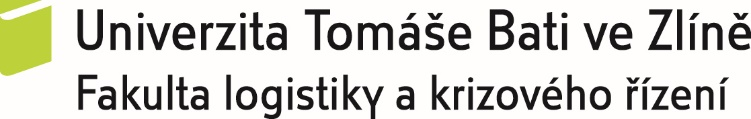 Univerzita Tomáše Bati ve Zlíně
Fakulta logistiky a krizového řízení